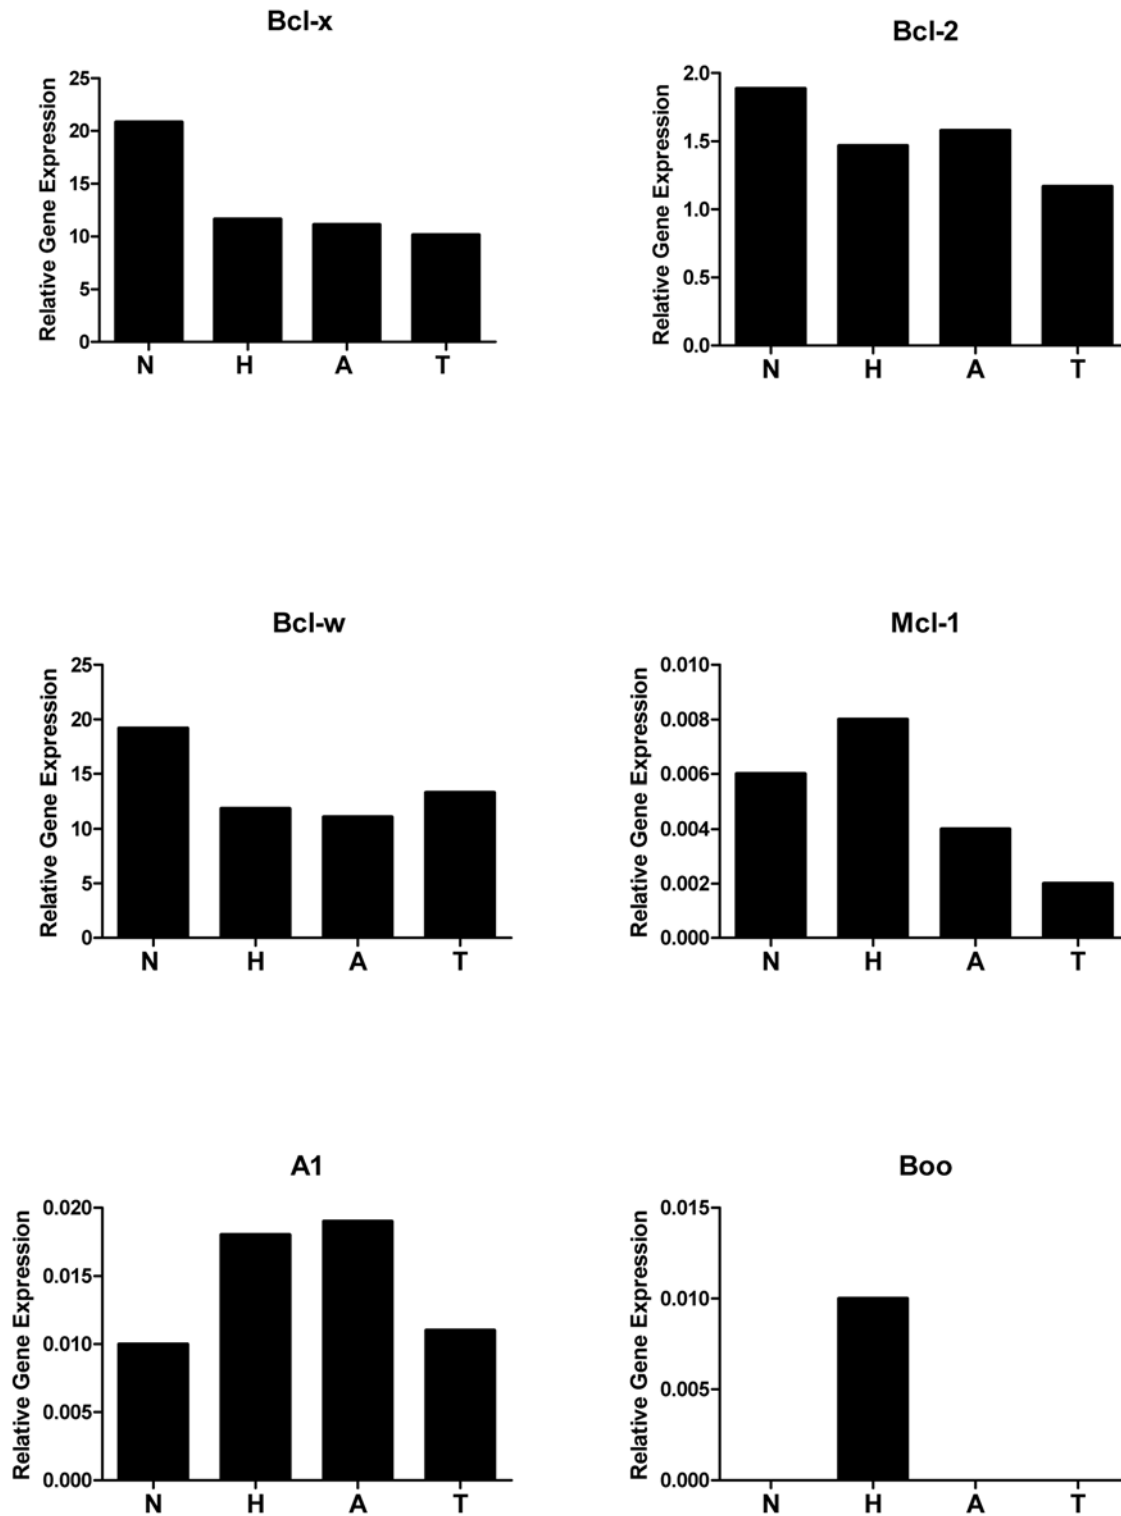 Bcl-x
Relative Gene Expression
25
20
15
10
5
0
N H A T
Bcl-2
Relative Gene Expression
2.0
1.5
1.0
0.5
0.0
N H A T
Bcl-w
Relative Gene Expression
25
20
15
10
5
0
N H A T
Mcl-1
Relative Gene Expression
0.010
0.008
0.006
0.004
0.002
0.000
N H A T
A1
Relative Gene Expression
0.020
0.015
0.010
0.005
0.000
N H A T
Boo
Relative Gene Expression
0.015
0.010
0.005
0.000
N H A T